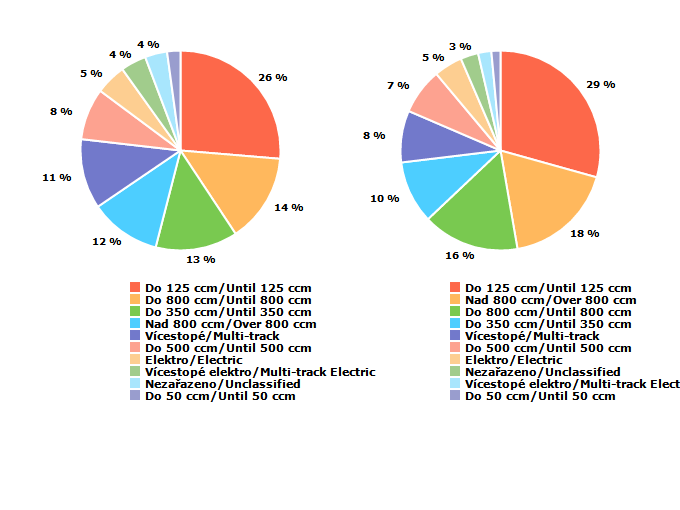 4 %
4 %
5 %
8 %
11 %
12 %
13 %
14 %
26 %
3 %
5 %
7 %
8 %
10 %
16 %
18 %
29 %
Do 125 ccm/Until 125 ccm
Do 800 ccm/Until 800 ccm
Do 350 ccm/Until 350 ccm
Nad 800 ccm/Over 800 ccm
Vícestopé/Multi-track
Do 500 ccm/Until 500 ccm
Elektro/Electric
Vícestopé elektro/Multi-track Electric
Nezařazeno/Unclassified
Do 50 ccm/Until 50 ccm
Do 125 ccm/Until 125 ccm
Nad 800 ccm/Over 800 ccm
Do 800 ccm/Until 800 ccm
Do 350 ccm/Until 350 ccm
Vícestopé/Multi-track
Do 500 ccm/Until 500 ccm
Elektro/Electric
Nezařazeno/Unclassified
Vícestopé elektro/Multi-track Elect
Do 50 ccm/Until 50 ccm